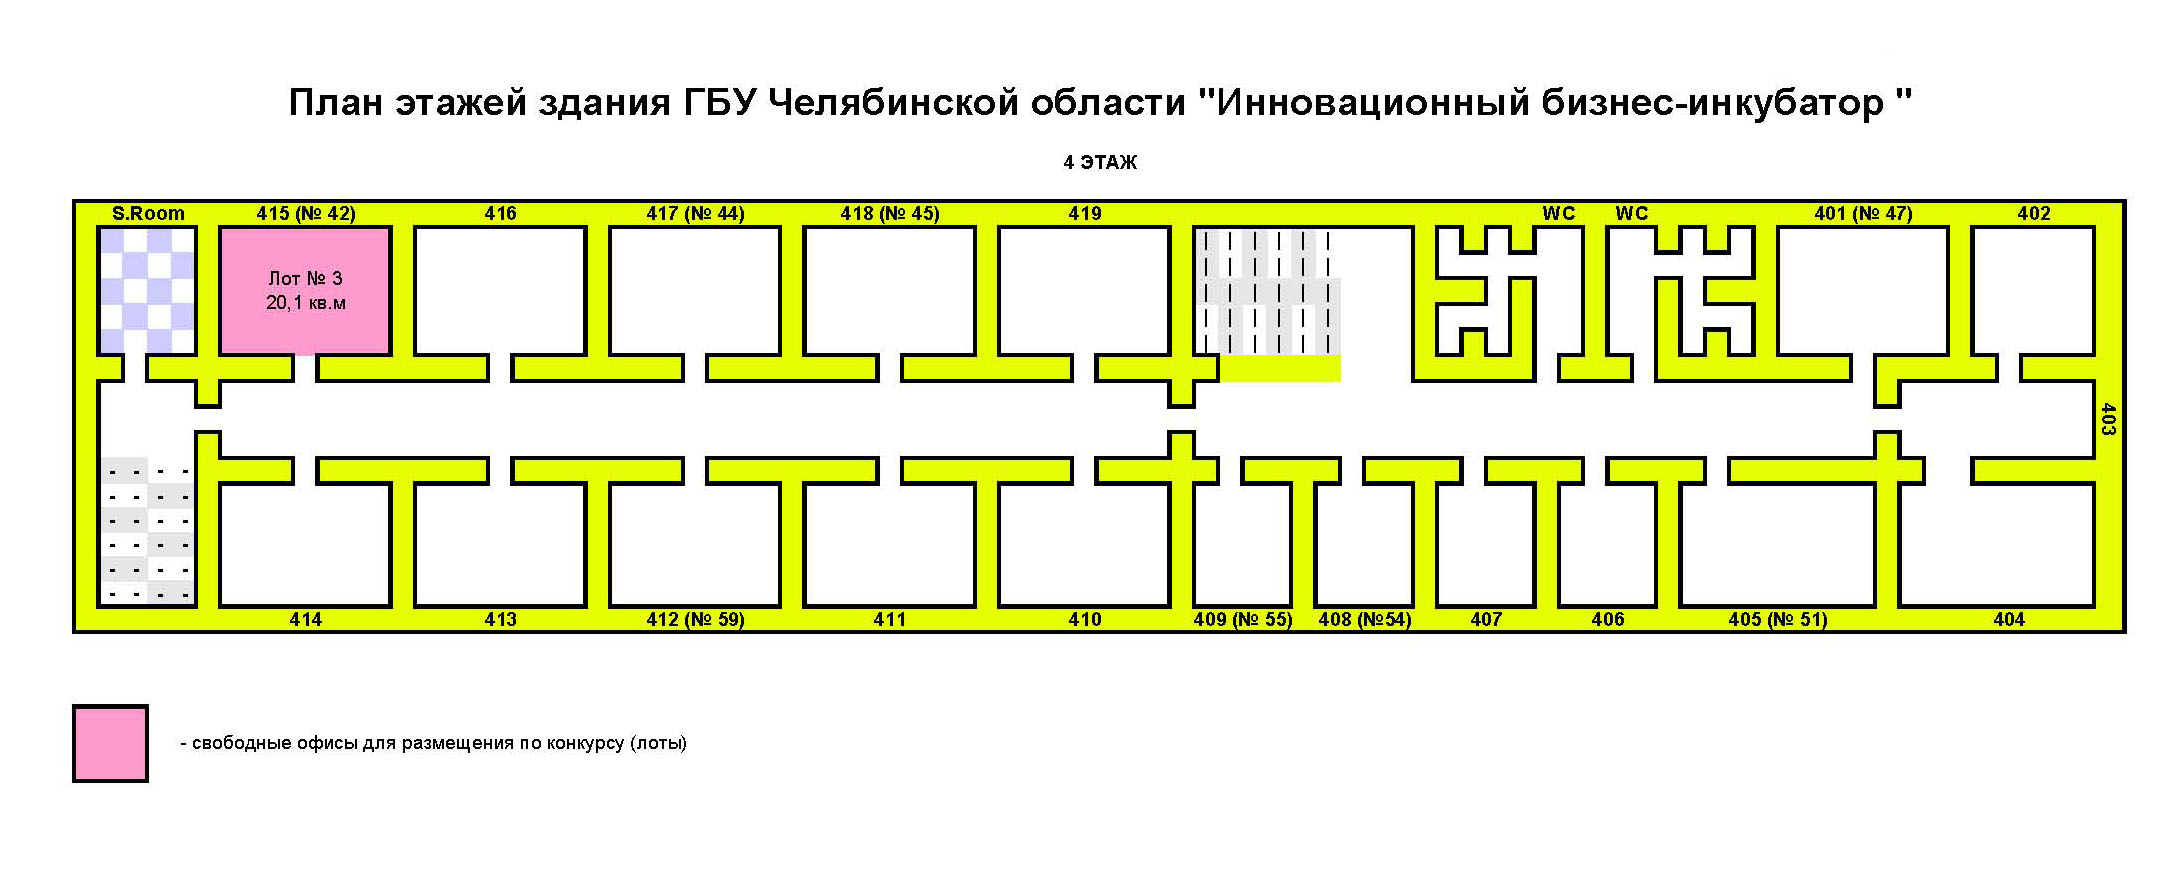 План этажей здания ГБУ Челябинской области "Инновационный бизнес-инкубатор "
4 ЭТАЖ
S.Room 415 (№ 42) 416 417 (№ 44) 418 (№ 45) 419 WC WC 401 (№ 47) 402
Лот № 3
20,1 кв.м
403
414 413 412 (№ 59) 411 410 409 (№ 55) 408 (№54) 407 406 405 (№ 51) 404
- свободные офисы для размещения по конкурсу (лоты)